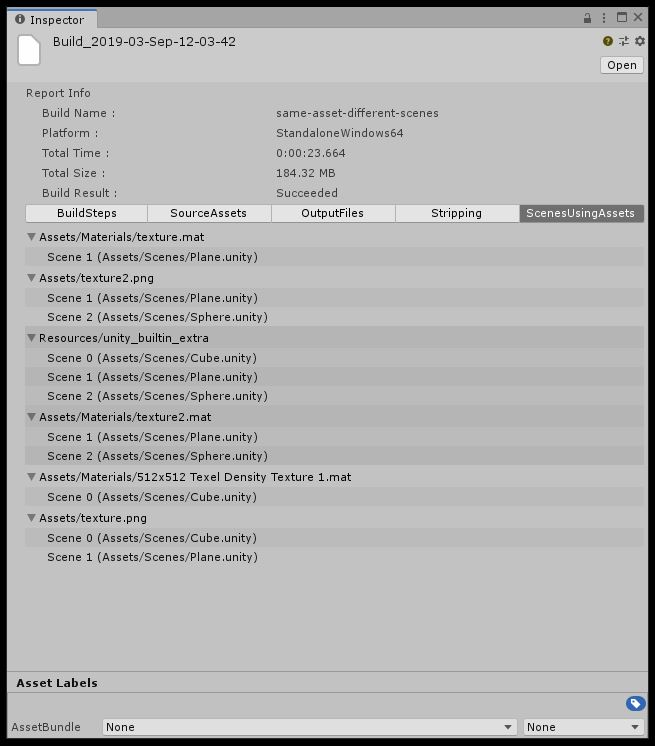 Inspector
Build_2019-03-Sep-12-03-42
Open
Report Info
Build Name : same-asset-different-scenes
Platform : StandaloneWindows64
Total Time : 0:00:23.664
Total Size : 184.32 MB
Build Result : Succeeded
BuildSteps SourceAssets OutputFiles Stripping ScenesUsingAssets
Assets/Materials/texture.mat
Scene 1 (Assets/Scenes/Plane.unity)
Assets/texture2.png
Scene 1 (Assets/Scenes/Plane.unity)
Scene 2 (Assets/Scenes/Sphere.unity)
Resources/unity_builtin_extra
Scene 0 (Assets/Scenes/Cube.unity)
Scene 1 (Assets/Scenes/Plane.unity)
Scene 2 (Assets/Scenes/Sphere.unity)
Assets/Materials/texture2.mat
Scene 1 (Assets/Scenes/Plane.unity)
Scene 2 (Assets/Scenes/Sphere.unity)
Assets/Materials/512x512 Texel Density Texture 1.mat
Scene 0 (Assets/Scenes/Cube.unity)
Assets/texture.png
Scene 0 (Assets/Scenes/Cube.unity)
Scene 1 (Assets/Scenes/Plane.unity)
Asset Labels
AssetBundle None None